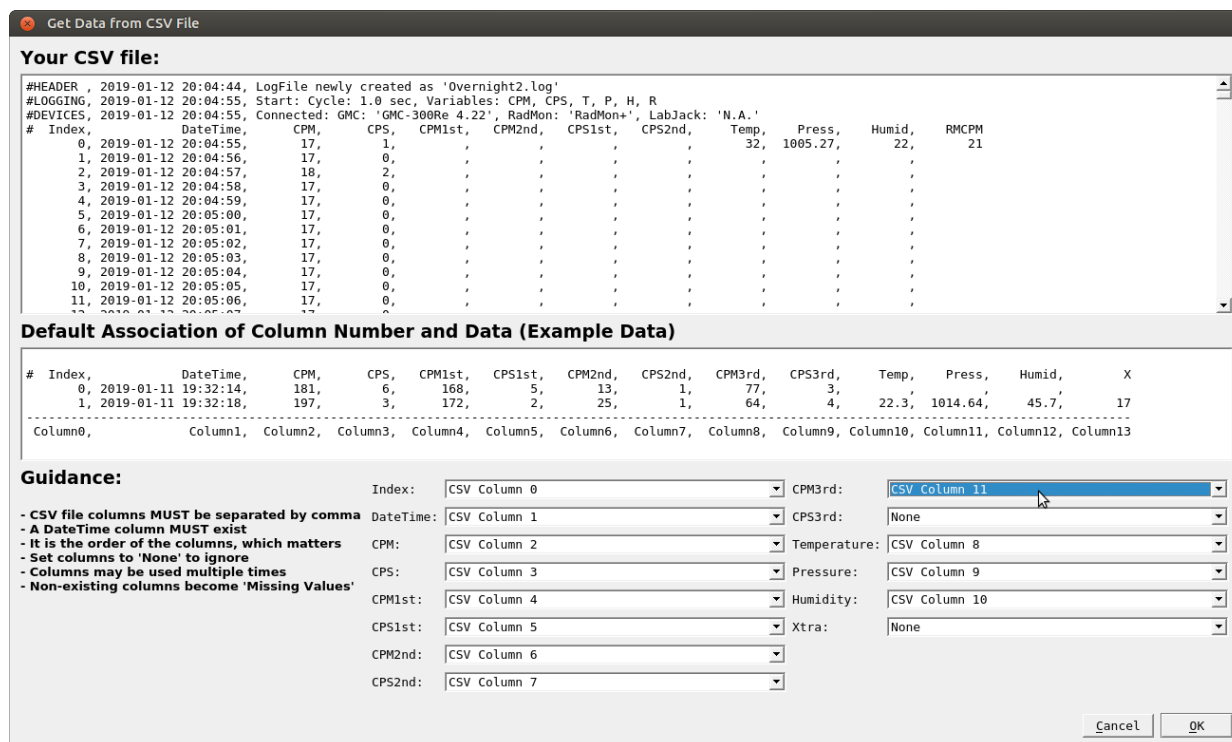 Get Data from CSV File
Your CSV file:
#HEADER , 2019-01-12 20:04:44, LogFile newly created as 'Overnight2.log'
#LOGGING, 2019-01-12 20:04:55, Start: Cycle: 1.0 sec, Variables: CPM, CPS, T, P, H, R
#DEVICES, 2019-01-12 20:04:55, Connected: GMC: 'GMC-300Re 4.22', RadMon: 'RadMon+', LabJack: 'N.A.'
# Index, DateTime, CPM, CPS, CPM1st, CPM2nd, CPS1st, CPS2nd, Temp, Press, Humid, RMCPM
0, 2019-01-12 20:04:55, 17, 1, , , , , 32, 1005.27, 22, 21
1, 2019-01-12 20:04:56, 17, 0, , , , , , , ,
2, 2019-01-12 20:04:57, 18, 2, , , , , , , ,
3, 2019-01-12 20:04:58, 17, 0, , , , , , , ,
4, 2019-01-12 20:04:59, 17, 0, , , , , , , ,
5, 2019-01-12 20:05:00, 17, 0, , , , , , , ,
6, 2019-01-12 20:05:01, 17, 0, , , , , , , ,
7, 2019-01-12 20:05:02, 17, 0, , , , , , , ,
8, 2019-01-12 20:05:03, 17, 0, , , , , , , ,
9, 2019-01-12 20:05:04, 17, 0, , , , , , , ,
10, 2019-01-12 20:05:05, 17, 0, , , , , , , ,
11, 2019-01-12 20:05:06, 17, 0, , , , , , , ,
Default Association of Column Number and Data (Example Data)
# Index, DateTime, CPM, CPS, CPM1st, CPS1st, CPM2nd, CPS2nd, CPM3rd, CPS3rd, Temp, Press, Humid, X
0, 2019-01-11 19:32:14, 181, 6, 168, 5, 13, 1, 77, 3, , , ,
1, 2019-01-11 19:32:18, 197, 3, 172, 2, 25, 1, 64, 4, 22.3, 1014.64, 45.7, 17
Column0, Column1, Column2, Column3, Column4, Column5, Column6, Column7, Column8, Column9, Column10, Column11, Column12, Column13
Guidance:
- CSV file columns MUST be separated by comma
- A DateTime column MUST exist
- It is the order of the columns, which matters
- Set columns to 'None' to ignore
- Columns may be used multiple times
- Non-existing columns become 'Missing Values'
Index: CSV Column 0
DateTime: CSV Column 1
CPM: CSV Column 2
CPS: CSV Column 3
CPM1st: CSV Column 4
CPS1st: CSV Column 5
CPM2nd: CSV Column 6
CPS2nd: CSV Column 7
CPM3rd: CSV Column 11
CPS3rd: None
Temperature: CSV Column 8
Pressure: CSV Column 9
Humidity: CSV Column 10
Xtra: None
Cancel
OK